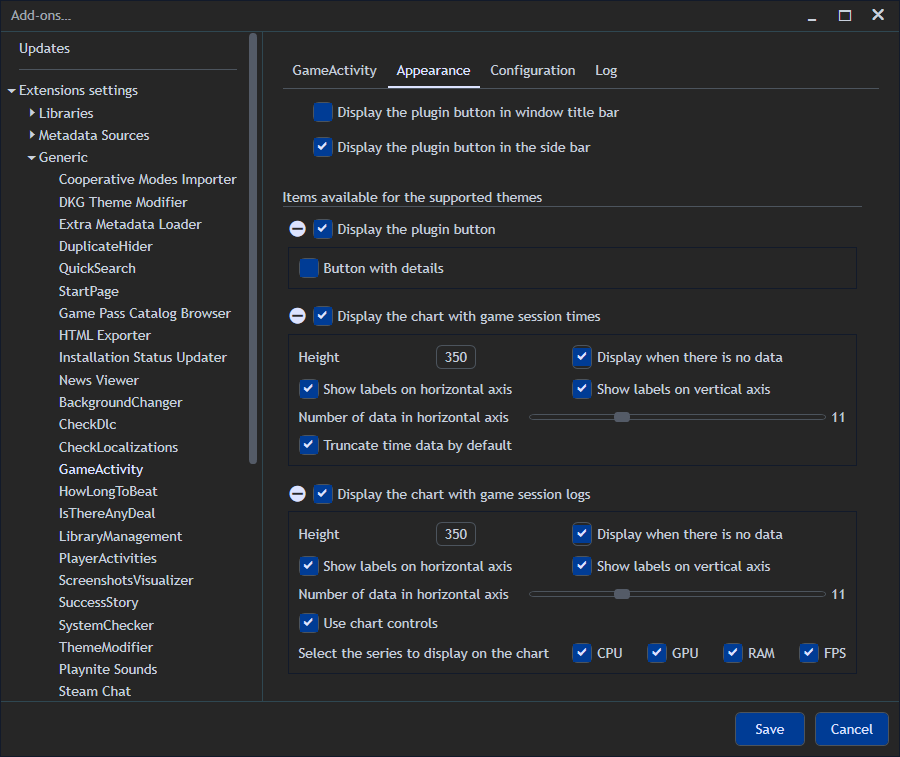 Add-ons...
Updates
Extensions settings
Libraries
Metadata Sources
Generic
Cooperative Modes Importer
DKG Theme Modifier
Extra Metadata Loader
DuplicateHider
QuickSearch
StartPage
Game Pass Catalog Browser
HTML Exporter
Installation Status Updater
News Viewer
BackgroundChanger
CheckDlc
CheckLocalizations
GameActivity
HowLongToBeat
IsThereAnyDeal
LibraryManagement
PlayerActivities
ScreenshotsVisualizer
SuccessStory
SystemChecker
ThemeModifier
Playnite Sounds
Steam Chat
GameActivity Appearance Configuration Log
Display the plugin button in window title bar
Display the plugin button in the side bar
Items available for the supported themes
Display the plugin button
Button with details
Display the chart with game session times
Height 350 Display when there is no data
Show labels on horizontal axis Show labels on vertical axis
Number of data in horizontal axis 11
Truncate time data by default
Display the chart with game session logs
Height 350 Display when there is no data
Show labels on horizontal axis Show labels on vertical axis
Number of data in horizontal axis 11
Use chart controls
Select the series to display on the chart CPU GPU RAM FPS
Save Cancel